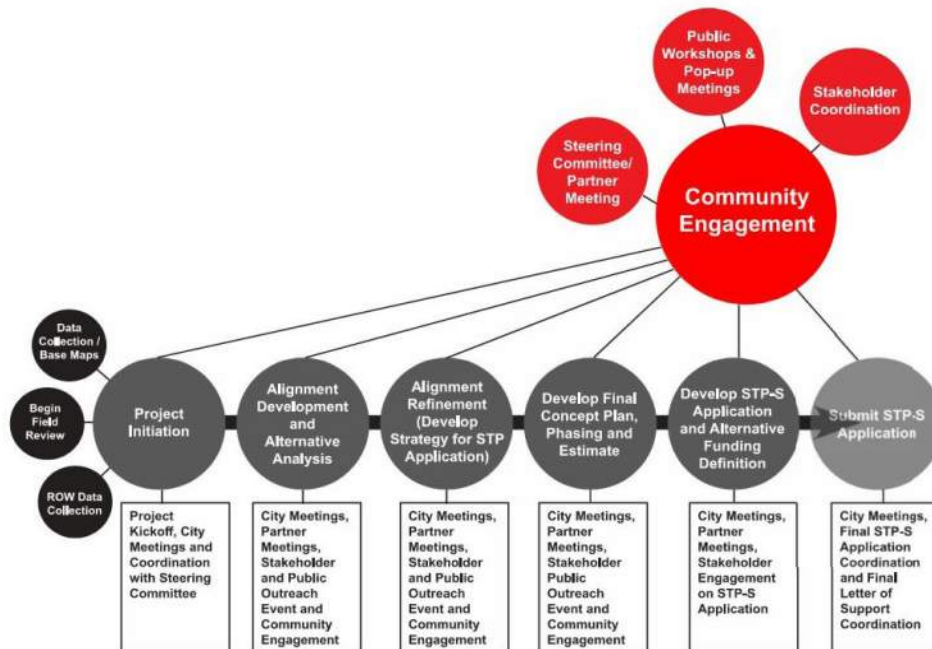 Public
Workshops &
Pop-up
Meetings
Stakeholder
Coordination
Steering
Committee/
Partner
Meeting
Community
Engagement
Data
Collection /
Base Maps
Begin
Field
Review
ROW Data
Collection
Project
Initiation
Alignment
Development
and
Alternative
Analysis
Alignment
Refinement
(Develop
Strategy for STP
Application)
Develop Final
Concept Plan,
Phasing and
Estimate
Develop STP-S
Application
and Alternative
Funding
Definition
Submit STP-S
Application
Project
Kickoff, City
Meetings and
Coordination
with Steering
Committee
City Meetings,
Partner
Meetings,
Stakeholder
and Public
Outreach
Event and
Community
Engagement
City Meetings,
Partner
Meetings,
Stakeholder
and Public
Outreach
Event and
Community
Engagement
City Meetings,
Partner
Meetings,
Stakeholder
Public
Outreach
Event and
Community
Engagement
City Meetings,
Partner
Meetings,
Stakeholder
Engagement
on STP-S
Application
City Meetings,
Final STP-S
Application
Coordination
and Final
Letter of
Support
Coordination